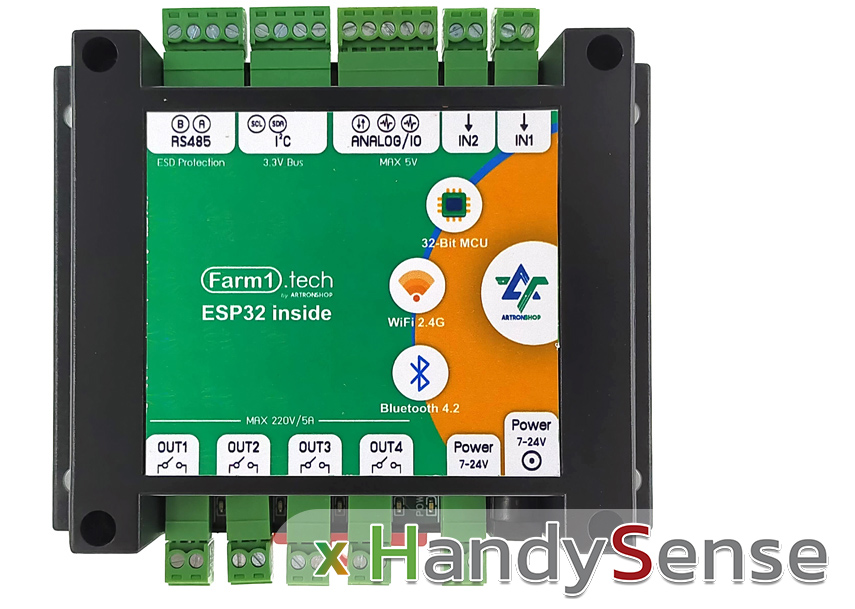 B A
RS485
ESD Protection
SCL SDA
I²C
3.3V Bus
ANALOG/IO
MAX 5V
IN2
IN1
32-Bit MCU
Farm1.tech
by ARTRONSHOP
ESP32 inside
WiFi 2.4G
ARTRONSHOP
Bluetooth 4.2
MAX 220V/5A
OUT1
OUT2
OUT3
OUT4
Power
7-24V
Power
7-24V
x HandySense